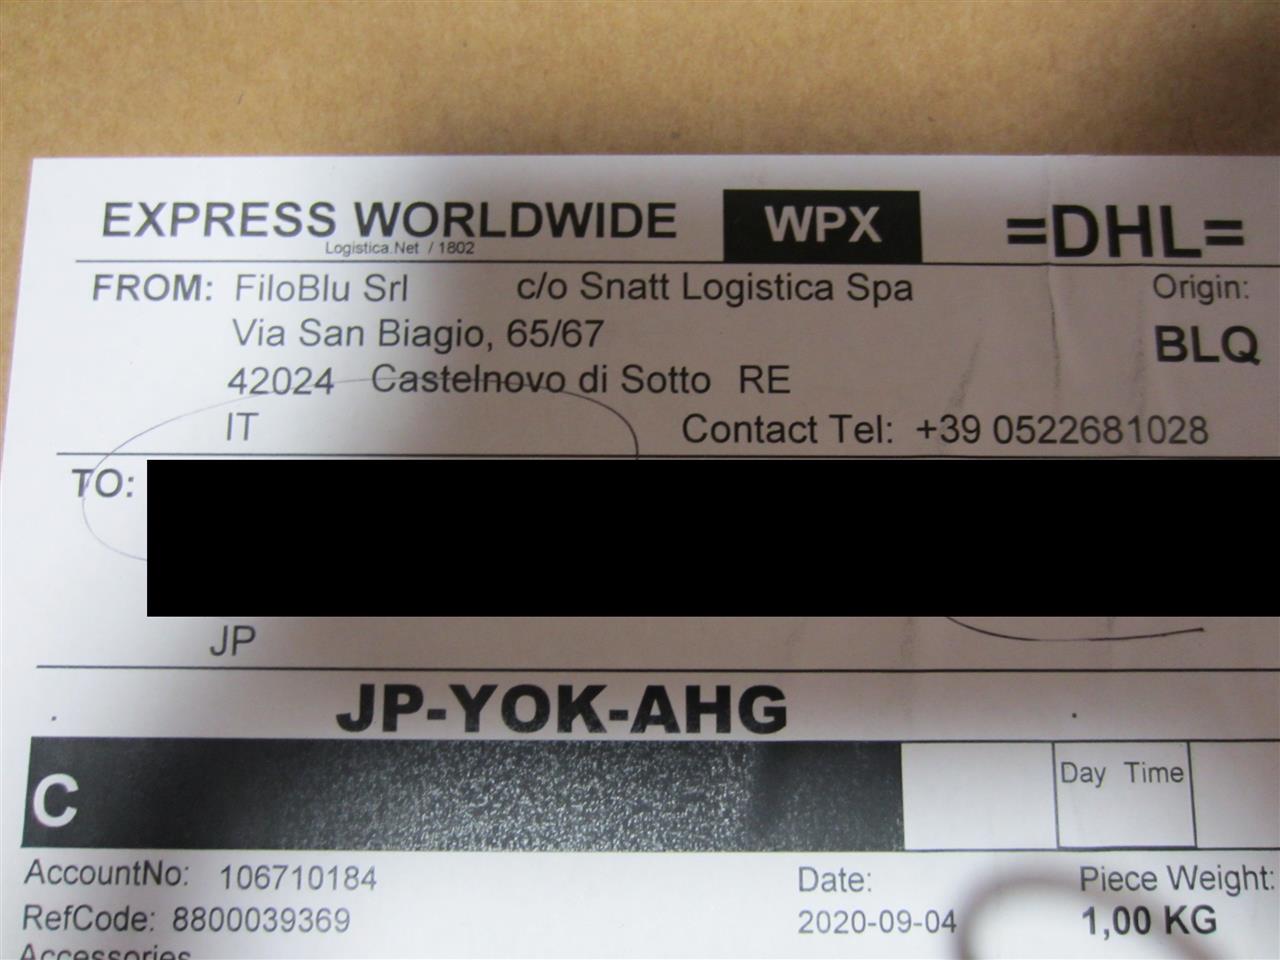 EXPRESS WORLDWIDE WPX =DHL=
Logistica.Net / 1802
FROM: FiloBlu Srl c/o Snatt Logistica Spa Origin:
Via San Biagio, 65/67 BLQ
42024 Castelnovo di Sotto RE
IT Contact Tel: +39 0522681028
TO:
JP
JP-YOK-AHG
C Day Time
AccountNo: 106710184 Date: Piece Weight:
RefCode: 8800039369 2020-09-04 1,00 KG
Accessories